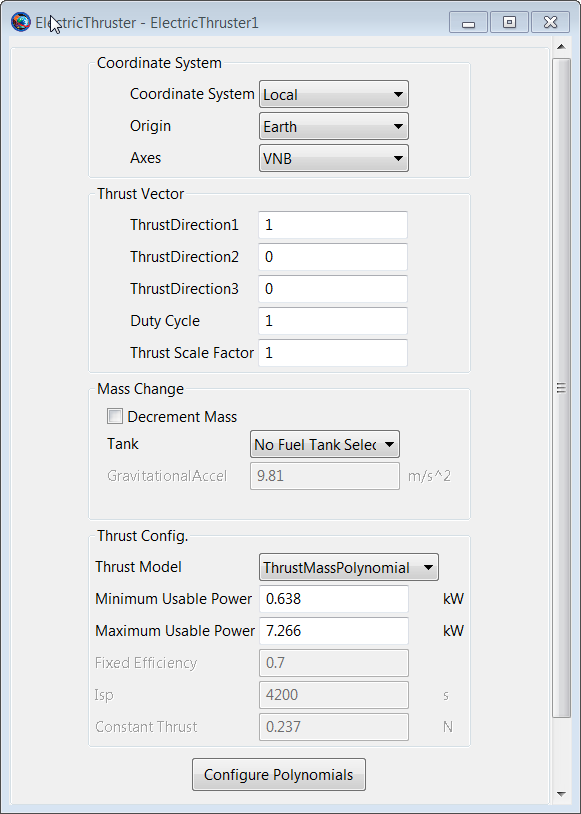 ElectricThruster - ElectricThruster1
Coordinate System
Coordinate System Local
Origin Earth
Axes VNB
Thrust Vector
ThrustDirection1 1
ThrustDirection2 0
ThrustDirection3 0
Duty Cycle 1
Thrust Scale Factor 1
Mass Change
Decrement Mass
Tank No Fuel Tank Selec
GravitationalAccel 9.81 m/s^2
Thrust Config.
Thrust Model ThrustMassPolynomial
Minimum Usable Power 0.638 kW
Maximum Usable Power 7.266 kW
Fixed Efficiency 0.7
Isp 4200 s
Constant Thrust 0.237 N
Configure Polynomials